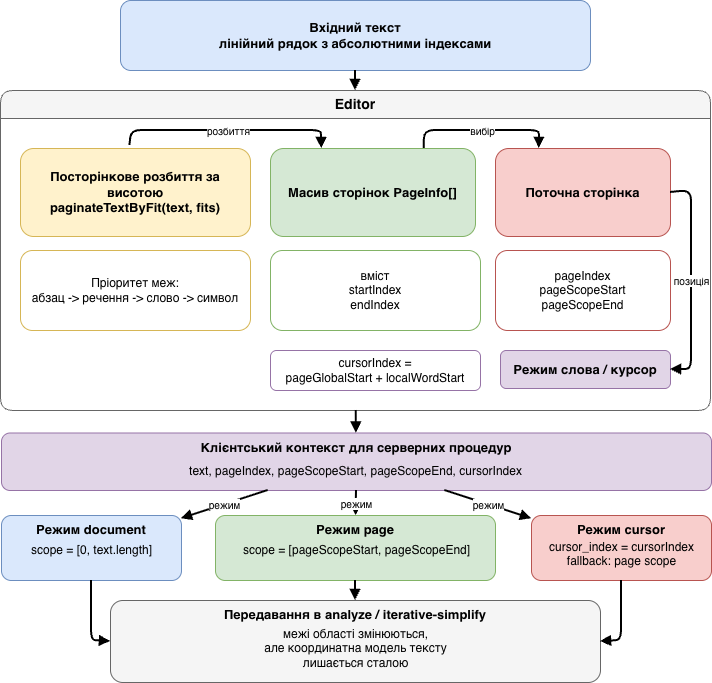 Вхідний текст
лінійний рядок з абсолютними індексами
Editor
розбиття
вибір
Посторінкове розбиття за
висотою
paginateTextByFit(text, fits)
Масив сторінок PageInfo[]
Поточна сторінка
позиція
Пріоритет меж:
абзац -> речення -> слово -> символ
вміст
startIndex
endIndex
pageIndex
pageScopeStart
pageScopeEnd
cursorIndex =
pageGlobalStart + localWordStart
Режим слова / курсор
Клієнтський контекст для серверних процедур
text, pageIndex, pageScopeStart, pageScopeEnd, cursorIndex
режим
режим
режим
Режим document
scope = [0, text.length]
Режим page
scope = [pageScopeStart, pageScopeEnd]
Режим cursor
cursor_index = cursorIndex
fallback: page scope
Передавання в analyze / iterative-simplify
межі області змінюються,
але координатна модель тексту
лишається сталою